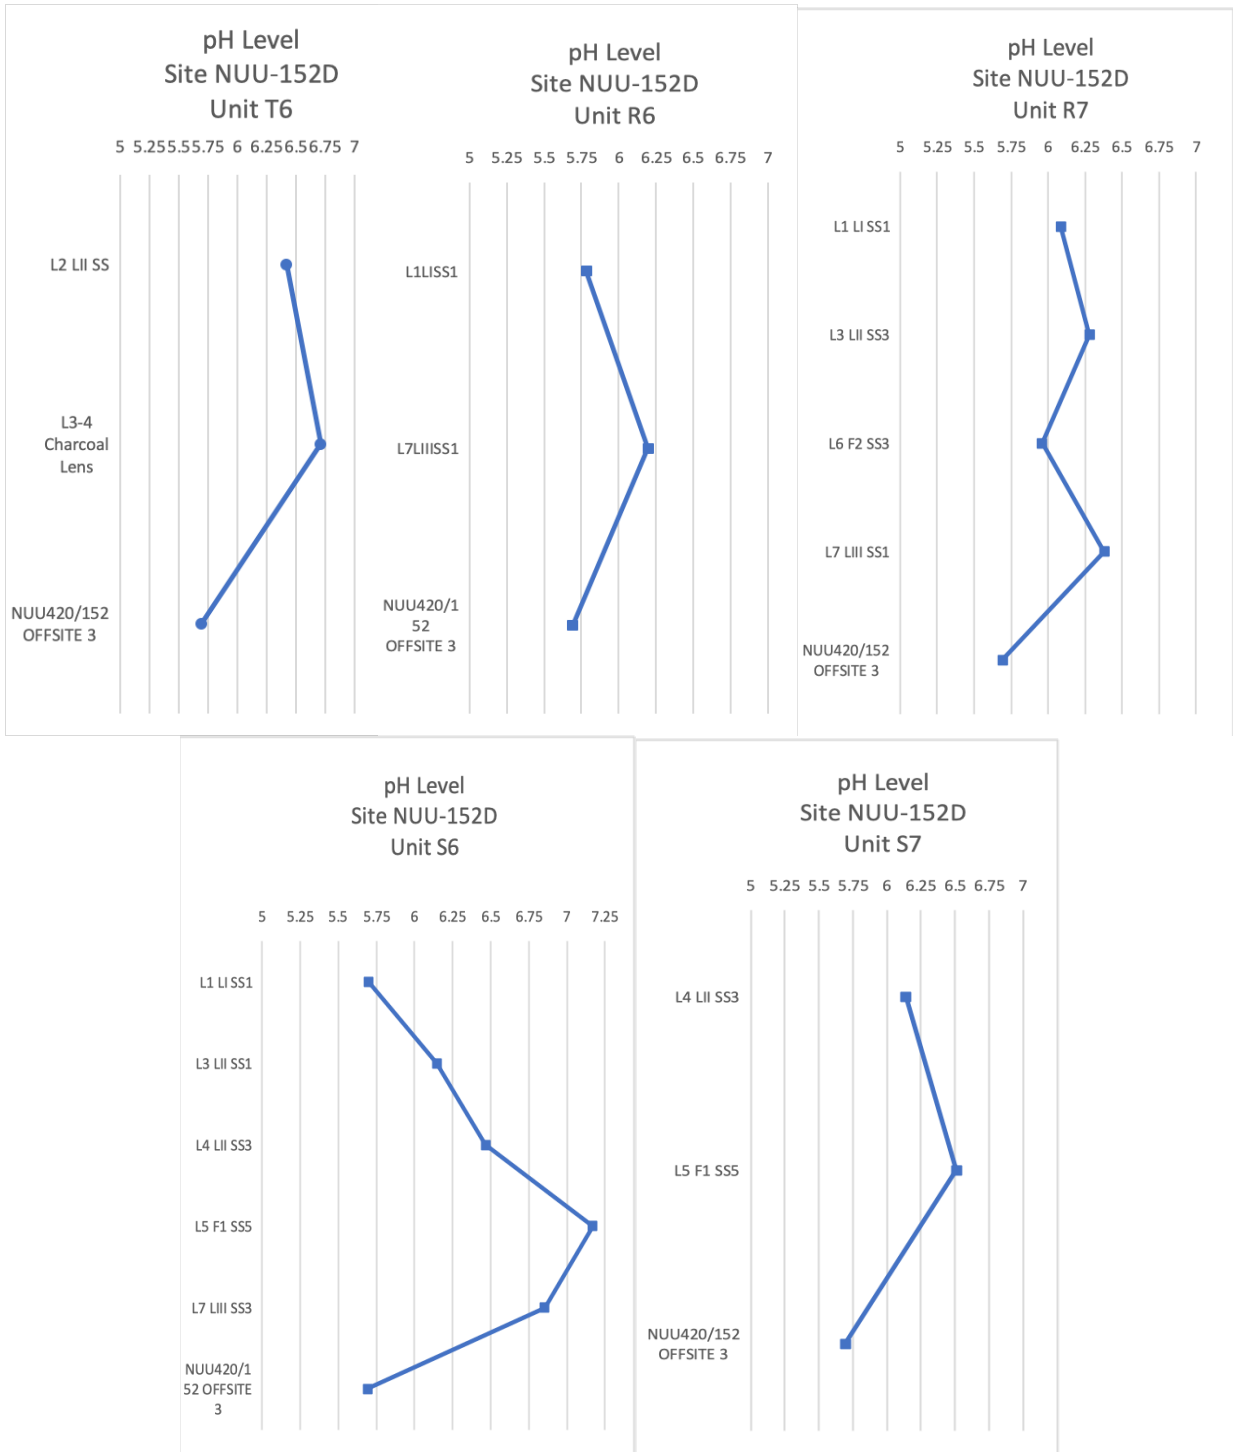 pH Level
Site NUU-152D
Unit T6
5 5.25 5.5 5.75 6 6.25 6.5 6.75 7
L2 LII SS
L3-4
Charcoal
Lens
NUU420/152
OFFSITE 3
pH Level
Site NUU-152D
Unit R6
5 5.25 5.5 5.75 6 6.25 6.5 6.75 7
L1LISS1
L7LIIISS1
NUU420/1
52
OFFSITE 3
pH Level
Site NUU-152D
Unit R7
5 5.25 5.5 5.75 6 6.25 6.5 6.75 7
L1 LI SS1
L3 LII SS3
L6 F2 SS3
L7 LIII SS1
NUU420/152
OFFSITE 3
pH Level
Site NUU-152D
Unit S6
5 5.25 5.5 5.75 6 6.25 6.5 6.75 7 7.25
L1 LI SS1
L3 LII SS1
L4 LII SS3
L5 F1 SS5
L7 LIII SS3
NUU420/1
52 OFFSITE
3
pH Level
Site NUU-152D
Unit S7
5 5.25 5.5 5.75 6 6.25 6.5 6.75 7
L4 LII SS3
L5 F1 SS5
NUU420/152
OFFSITE 3